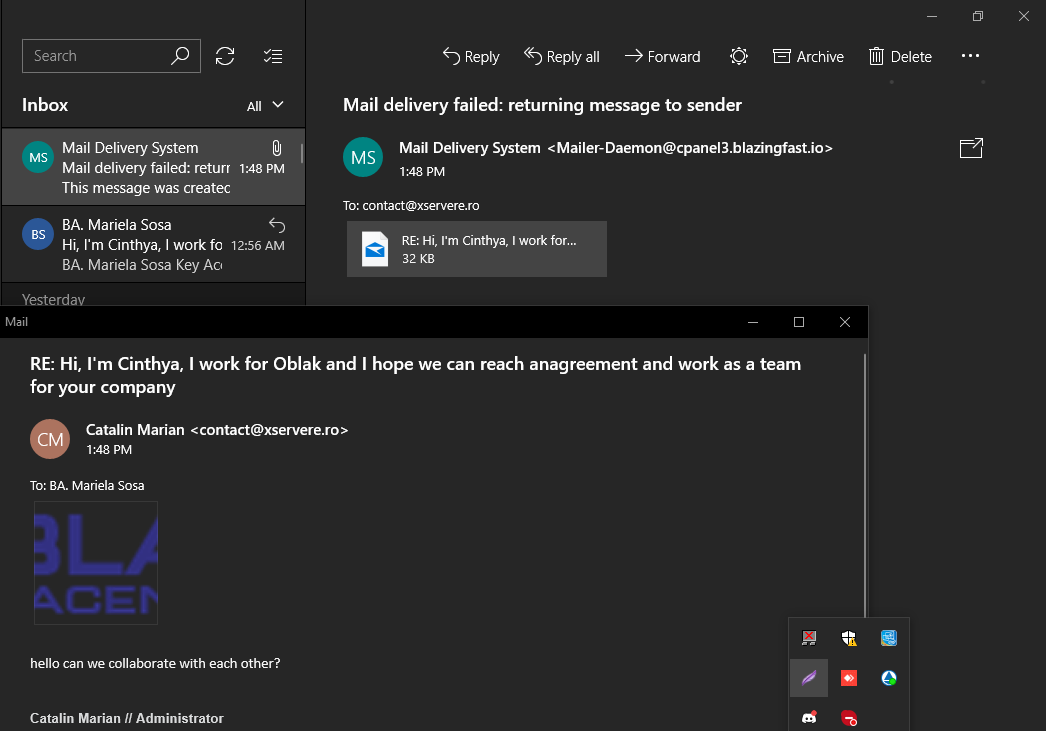 Search
Reply
Reply all
Forward
Archive
Delete
Inbox
All
MS
Mail Delivery System
Mail delivery failed: returr
1:48 PM
This message was created
BS
BA. Mariela Sosa
Hi, I'm Cinthya, I work fo
12:56 AM
BA. Mariela Sosa Key Acc
Yesterday
Mail delivery failed: returning message to sender
MS
Mail Delivery System <Mailer-Daemon@cpanel3.blazingfast.io>
1:48 PM
To: contact@xservere.ro
RE: Hi, I'm Cinthya, I work for...
32 KB
Mail
RE: Hi, I'm Cinthya, I work for Oblak and I hope we can reach anagreement and work as a team
for your company
CM
Catalin Marian <contact@xservere.ro>
1:48 PM
To: BA. Mariela Sosa
BLA
ACEN
hello can we collaborate with each other?
Catalin Marian // Administrator